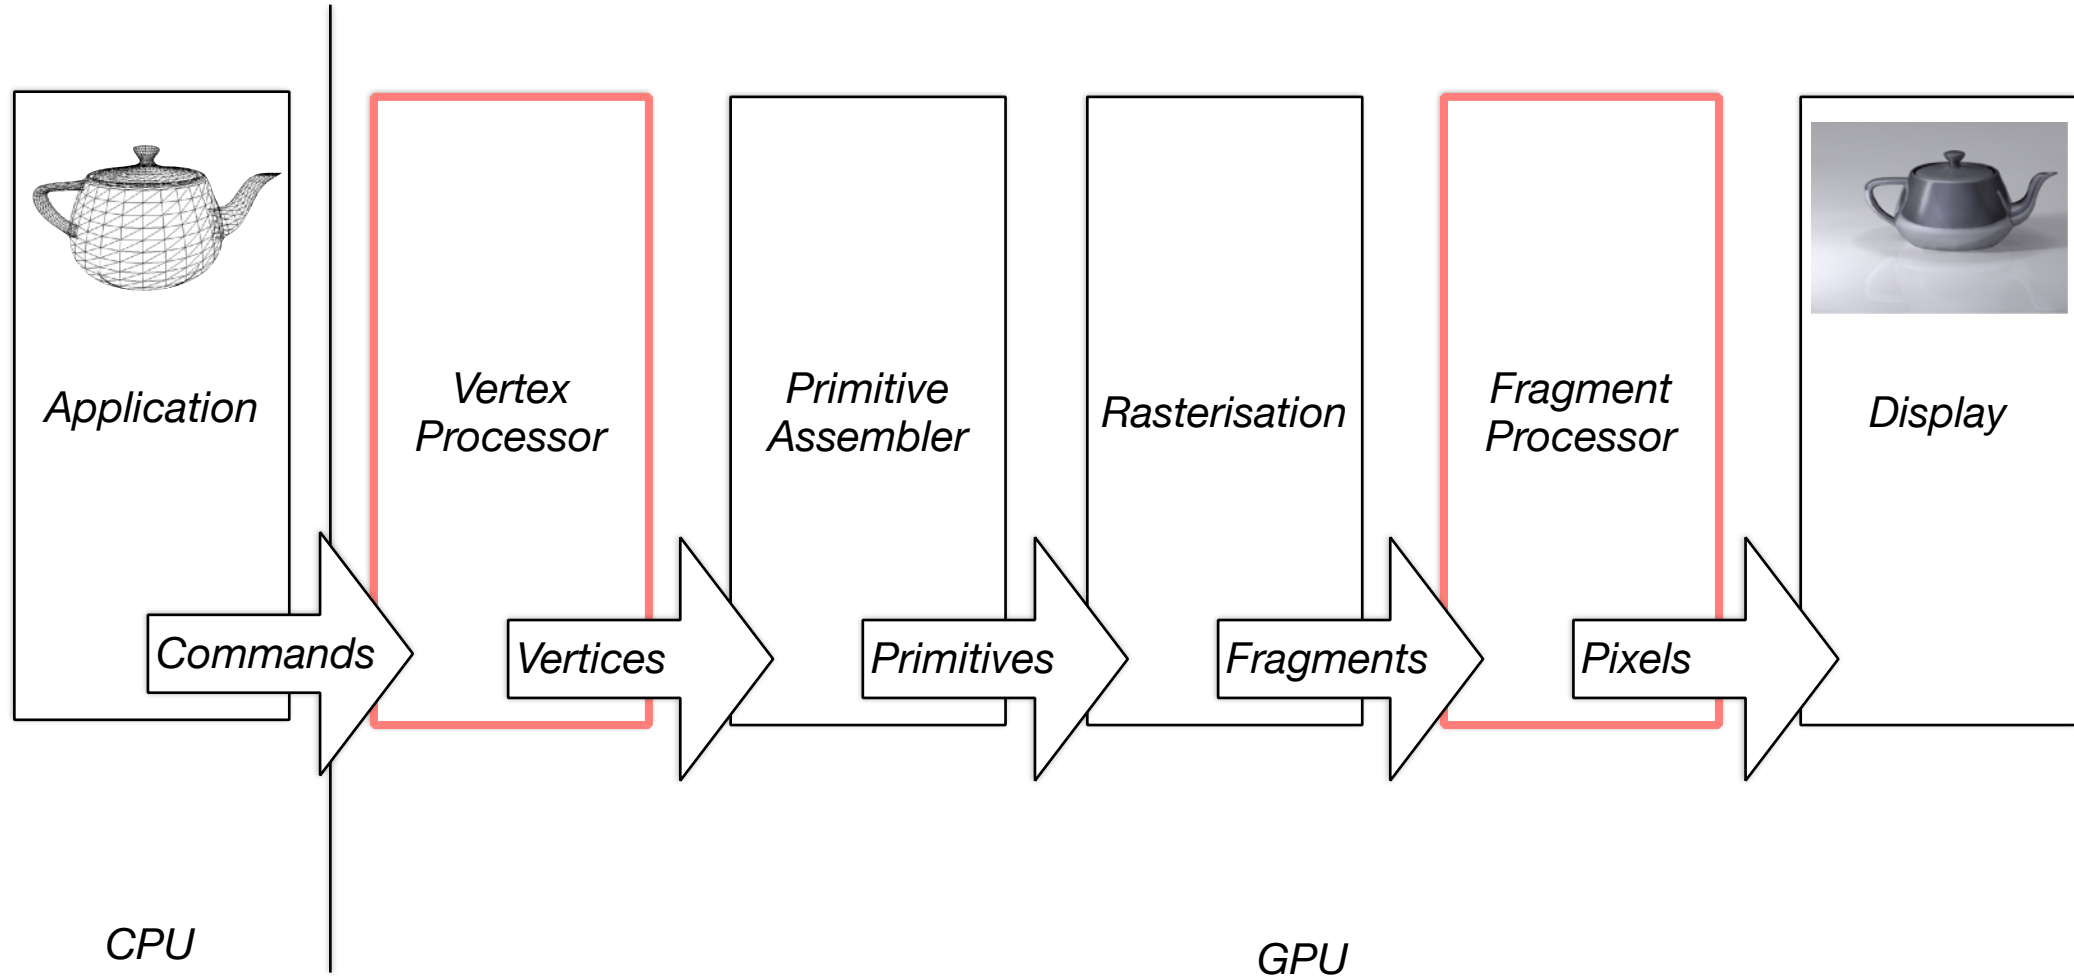 Application
Vertex
Processor
Primitive
Assembler
Rasterisation
Fragment
Processor
Display
Commands
Vertices
Primitives
Fragments
Pixels
CPU
GPU